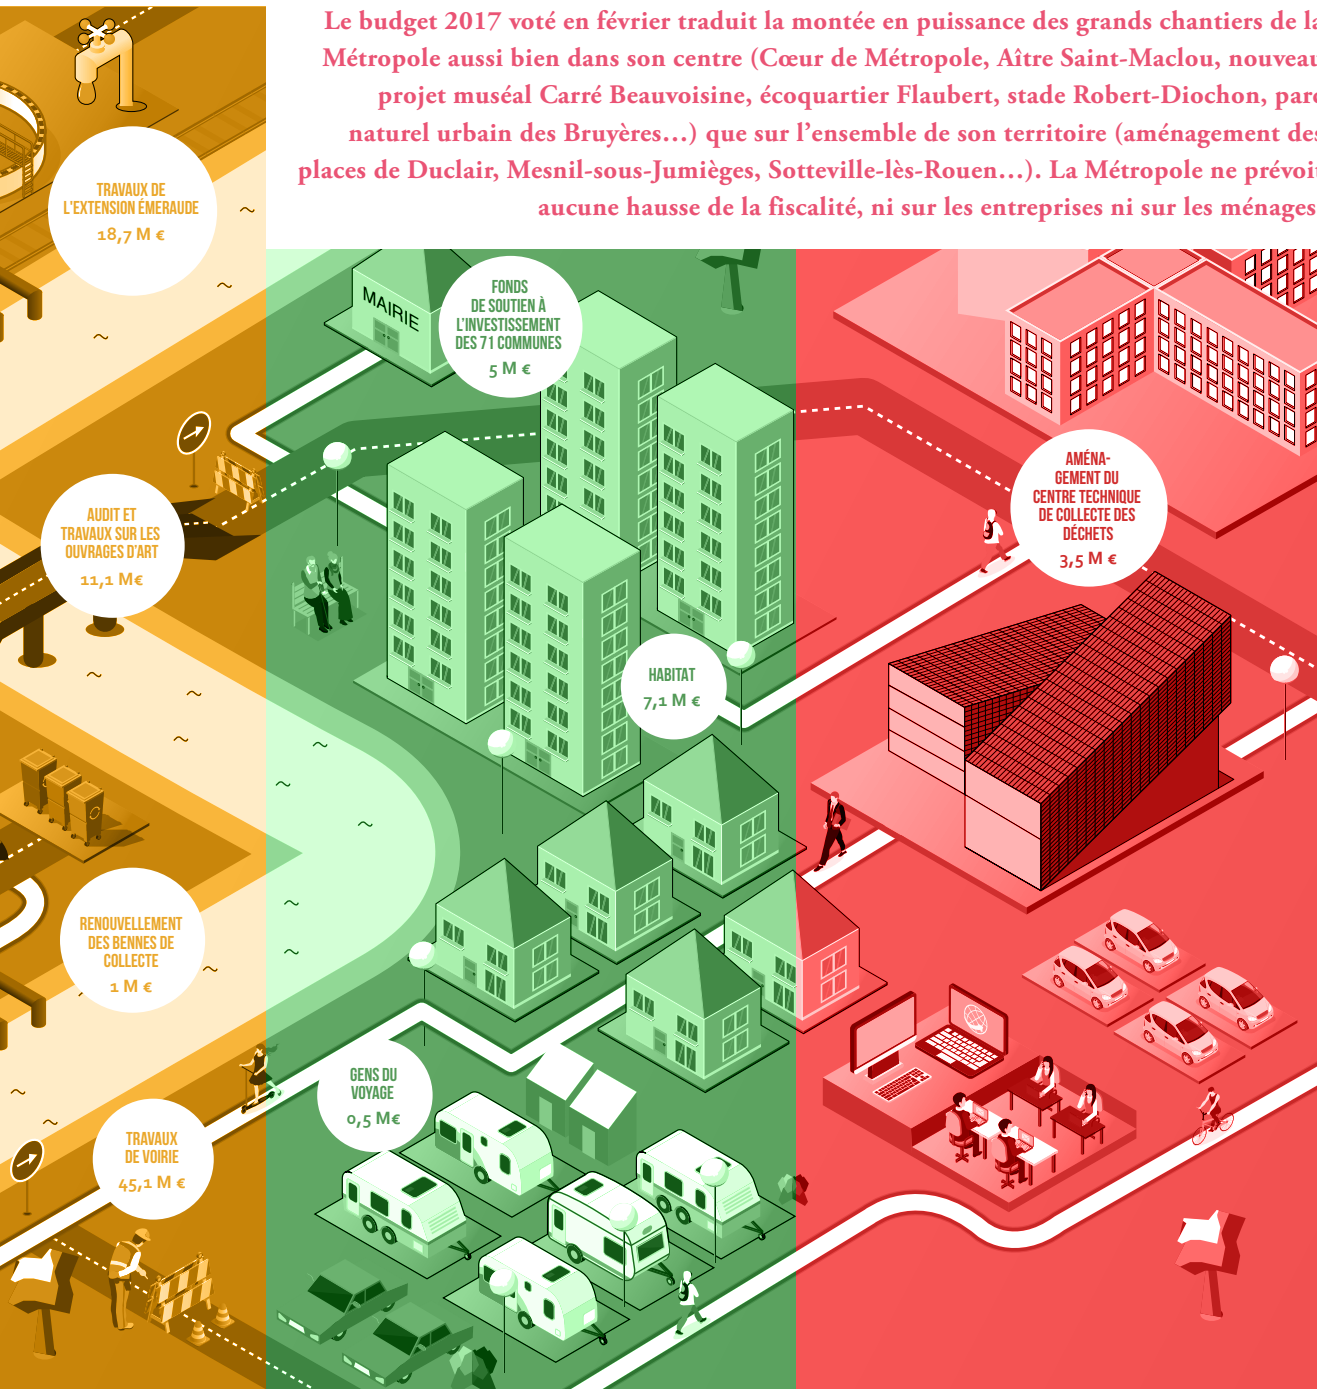 Le budget 2017 voté en février traduit la montée en puissance des grands chantiers de la
Métropole aussi bien dans son centre (Cœur de Métropole, Aître Saint-Maclou, nouveau
projet muséal Carré Beauvoisine, écoquartier Flaubert, stade Robert-Diochon, parc
naturel urbain des Bruyères…) que sur l’ensemble de son territoire (aménagement des
places de Duclair, Mesnil-sous-Jumièges, Sotteville-lès-Rouen…). La Métropole ne prévoit
aucune hausse de la fiscalité, ni sur les entreprises ni sur les ménages
TRAVAUX DE
L'EXTENSION ÉMERAUDE
18,7 M €
AUDIT ET
TRAVAUX SUR LES
OUVRAGES D'ART
11,1 M€
RENOUVELLEMENT
DES BENNES DE
COLLECTE
1 M €
TRAVAUX
DE VOIRIE
45,1 M €
MAIRIE
FONDS
DE SOUTIEN À
L'INVESTISSEMENT
DES 71 COMMUNES
5 M €
HABITAT
7,1 M €
GENS DU
VOYAGE
0,5 M€
AMÉNA-
GEMENT DU
CENTRE TECHNIQUE
DE COLLECTE DES
DÉCHETS
3,5 M €